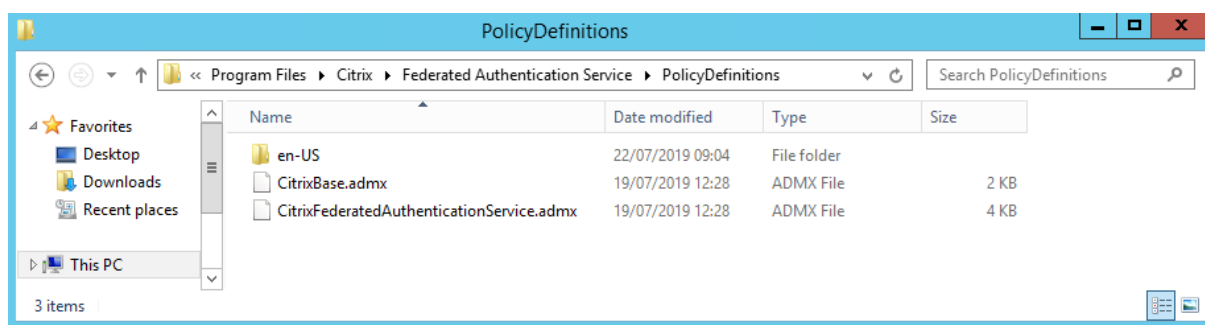 PolicyDefinitions
« Program Files Citrix Federated Authentication Service PolicyDefinitions Search PolicyDefinitions
Favorites Name Date modified Type Size
Desktop en-US 22/07/2019 09:04 File folder
Downloads CitrixBase.admx 19/07/2019 12:28 ADMX File 2 KB
Recent places CitrixFederatedAuthenticationService.admx 19/07/2019 12:28 ADMX File 4 KB
This PC
3 items